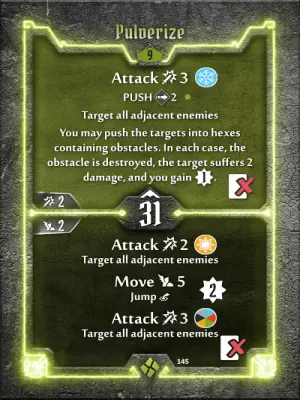 Pulverize
9
Attack 3
PUSH 2
Target all adjacent enemies
You may push the targets into hexes
containing obstacles. In each case, the
obstacle is destroyed, the target suffers 2
damage, and you gain 1.
2
31
2
Attack 2
Target all adjacent enemies
Move 5
Jump
2
Attack 3
Target all adjacent enemies
145